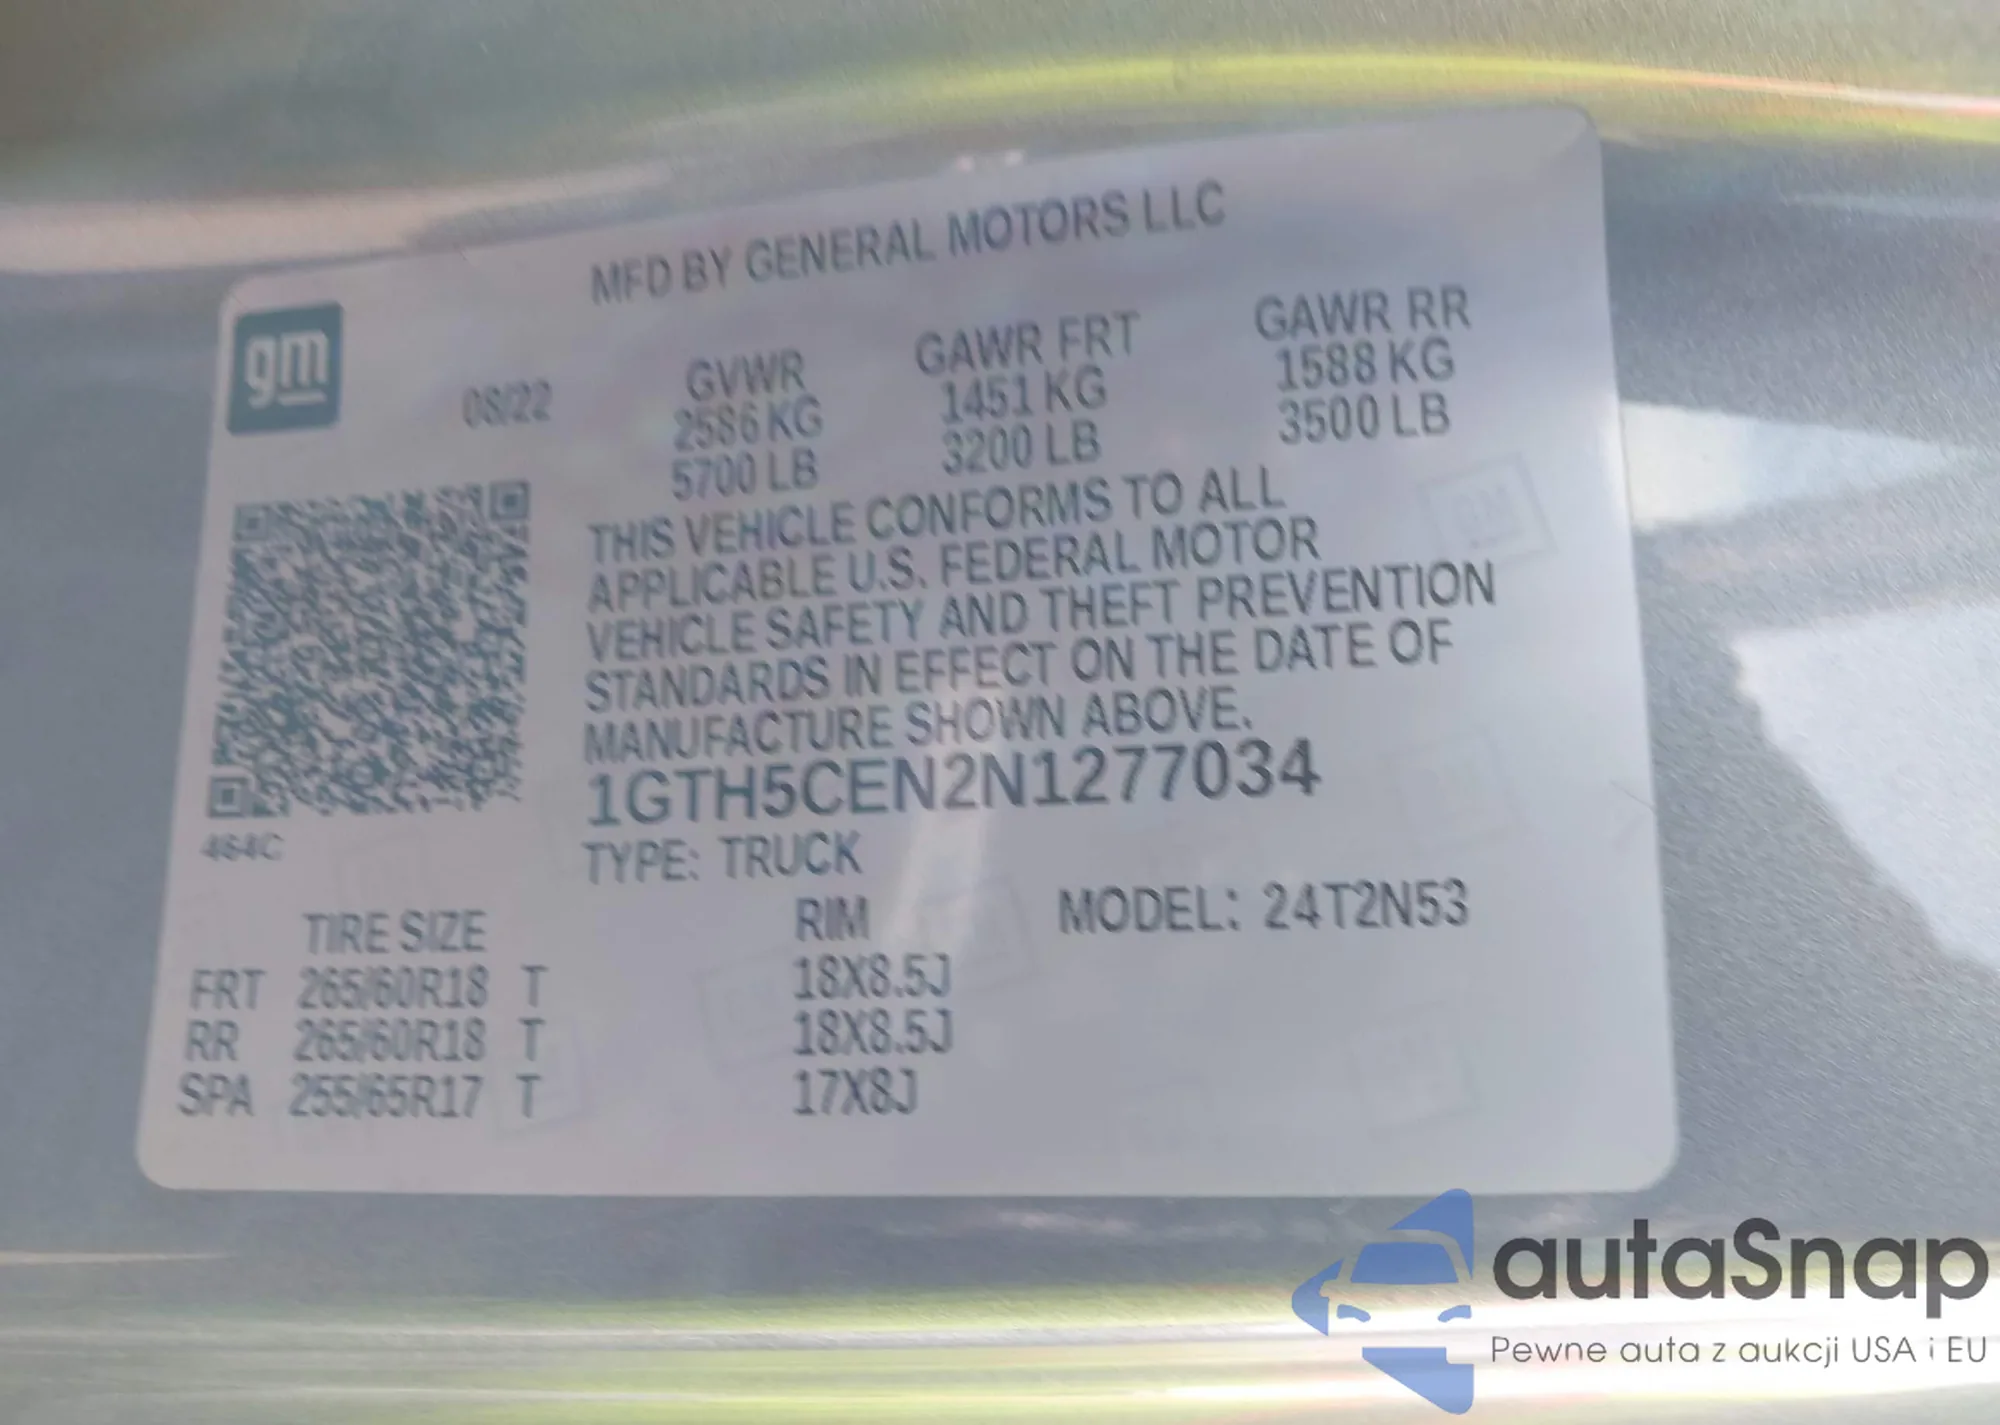 MFD BY GENERAL MOTORS LLC
gm
08/22
GVWR GAWR FRT GAWR RR
2586 KG 1451 KG 1588 KG
5700 LB 3200 LB 3500 LB
THIS VEHICLE CONFORMS TO ALL
APPLICABLE U.S. FEDERAL MOTOR
VEHICLE SAFETY AND THEFT PREVENTION
STANDARDS IN EFFECT ON THE DATE OF
MANUFACTURE SHOWN ABOVE.
1GTH5CEN2N1277034
464C
TYPE: TRUCK
TIRE SIZE RIM MODEL: 24T2N53
FRT 265/60R18 T 18X8.5J
RR 265/60R18 T 18X8.5J
SPA 255/65R17 T 17X8J
autaSnap
Pewne auta z aukcji USA i EU